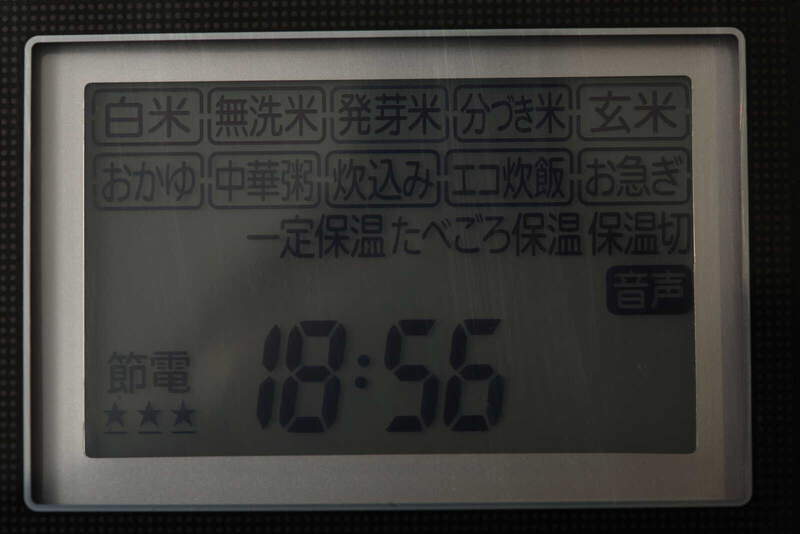 白米 無洗米 発芽米 分づき米 玄米
おかゆ 中華粥 炊込み エコ炊飯 お急ぎ
一定保温 たべごろ保温 保温切
音声
節電
★★★
18:56